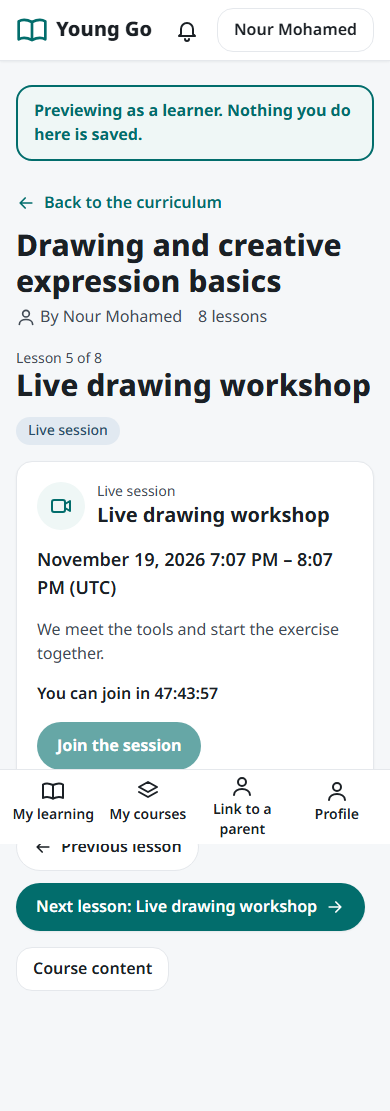 Young Go
Nour Mohamed
Previewing as a learner. Nothing you do
here is saved.
Back to the curriculum
Drawing and creative
expression basics
By Nour Mohamed 8 lessons
Lesson 5 of 8
Live drawing workshop
Live session
Live session
Live drawing workshop
November 19, 2026 7:07 PM – 8:07
PM (UTC)
We meet the tools and start the exercise
together.
You can join in 47:43:57
Join the session
My learning
My courses
Link to a
parent
Profile
Previous lesson
Next lesson: Live drawing workshop
Course content